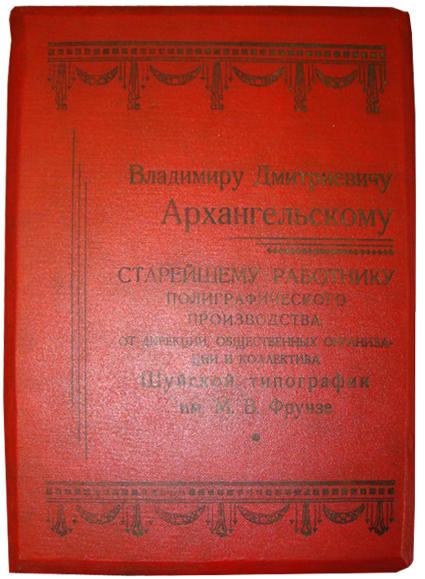 Владимиру Дмитриевичу
Архангельскому
СТАРЕЙШЕМУ РАБОТНИКУ
ПОЛИГРАФИЧЕСКОГО
ПРОИЗВОДСТВА
ОТ ДИРЕКЦИИ, ОБЩЕСТВЕННЫХ ОРГАНИЗА-
ЦИЙ И КОЛЛЕКТИВА
Шуйской типографии
им. М. В. Фрунзе